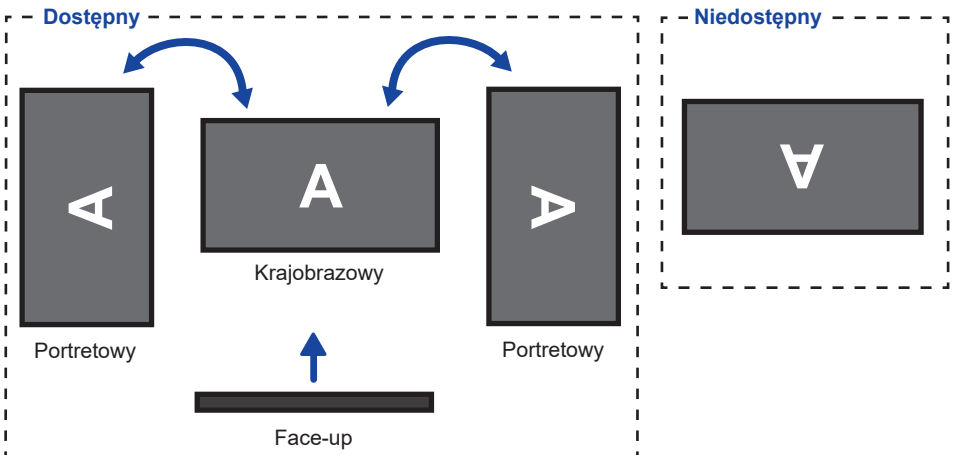 Dostępny
Niedostępny
A
A
A
A
Krajobrazowy
Portretowy
Portretowy
Face-up